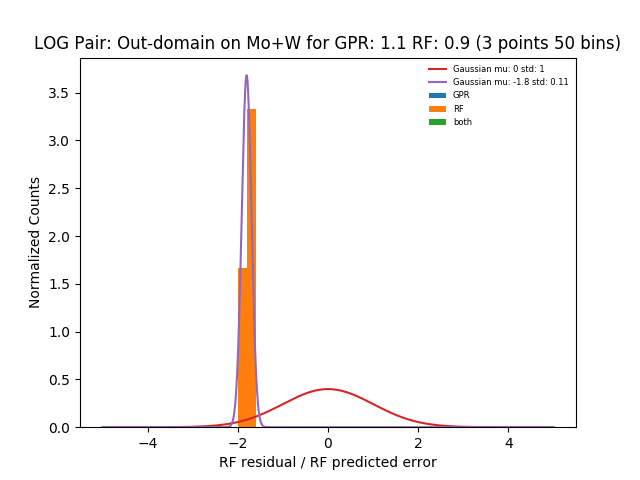 LOG Pair: Out-domain on Mo+W for GPR: 1.1 RF: 0.9 (3 points 50 bins)
Gaussian mu: 0 std: 1
Gaussian mu: -1.8 std: 0.11
GPR
RF
both
Normalized Counts
3.5
3.0
2.5
2.0
1.5
1.0
0.5
0.0
−4 −2 0 2 4
RF residual / RF predicted error